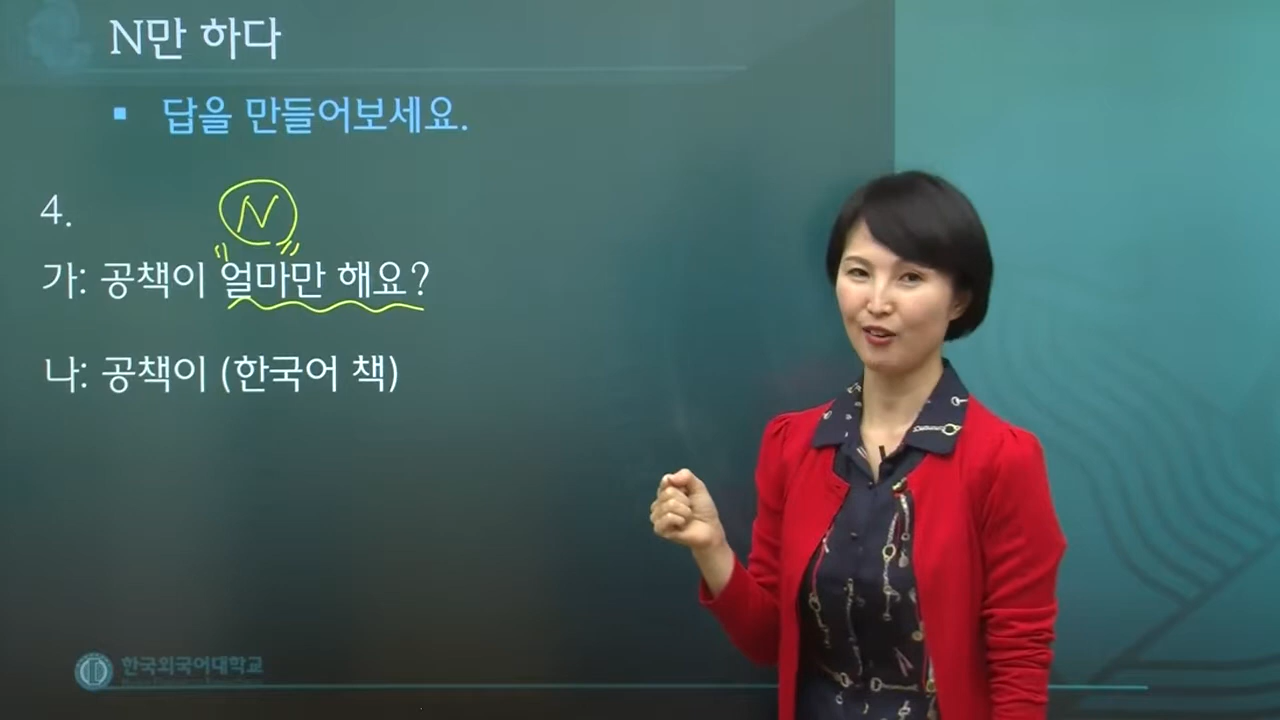 N만 하다
▪ 답을 만들어보세요.
4.
N
가: 공책이 "얼마만 해요?"
나: 공책이 (한국어 책)
한국외국어대학교